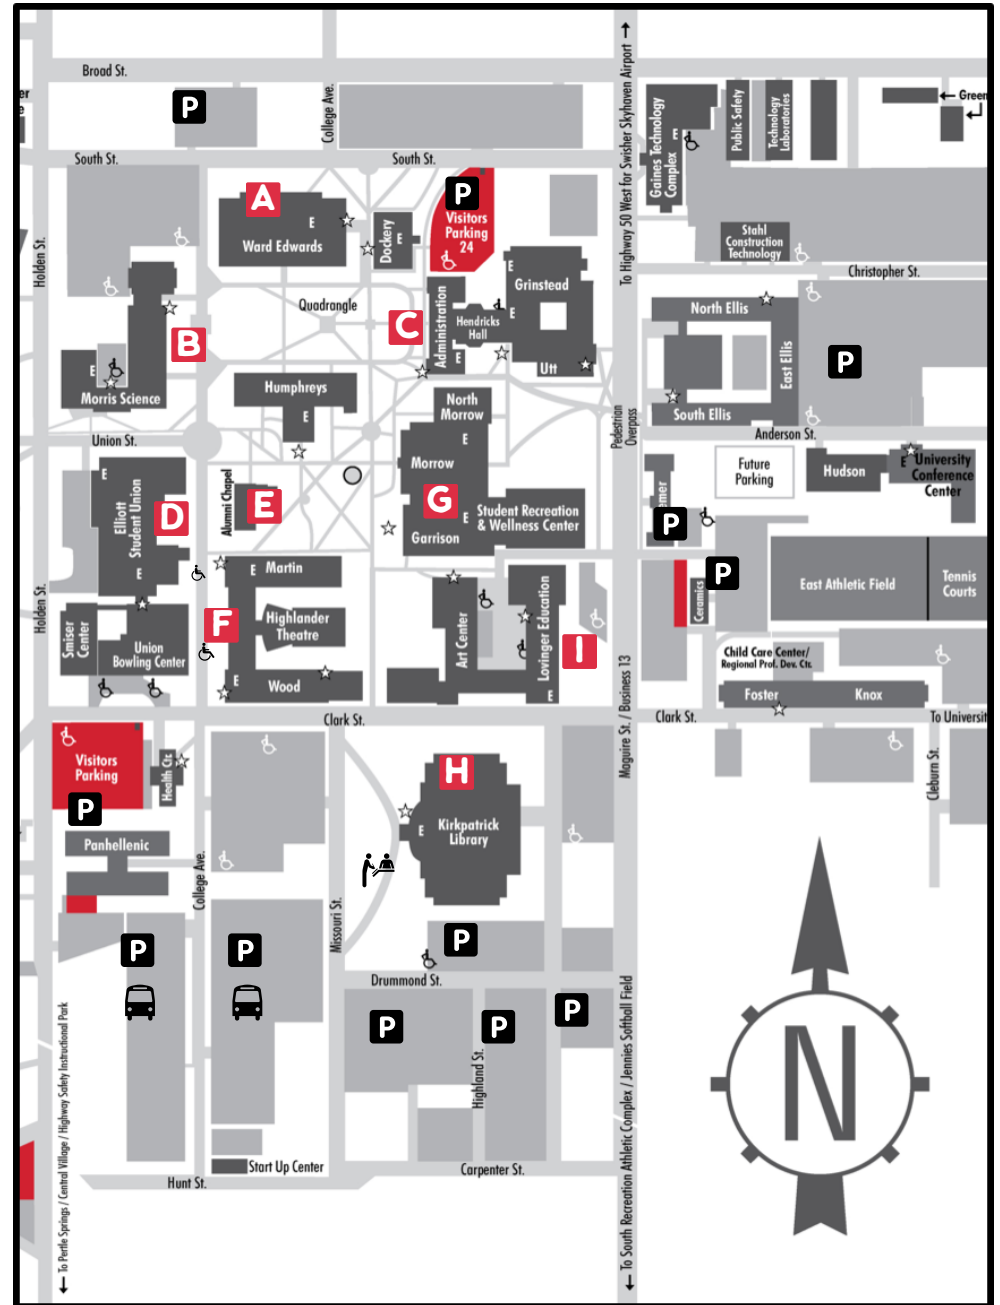 Broad St.
P
College Ave.
South St.
South St.
To Highway 50 West for Swisher Skyhaven Airport
Gaines Technology
Complex
E
Public Safety
Technology
Laboratories
Green
A
E
Ward Edwards
Dockery
E
P
Visitors
Parking
24
Stahl
Construction
Technology
Christopher St.
Holden St.
Quadrangle
B
C
Administration
E
Hendricks
Hall
E
Grinstead
E
Utt
North Ellis
East Ellis
South Ellis
P
E
Morris Science
Humphreys
E
North
Morrow
E
Morrow
G
E
Garrison
Student Recreation
& Wellness Center
Pedestrian
Overpass
Anderson St.
Union St.
Future
Parking
Hudson
E
University
Conference
Center
E
Elliott
Student Union
E
D
Alumni Chapel
E
mer
P
P
Ceramics
East Athletic Field
Tennis
Courts
Holden St.
E
Martin
F
Highlander
Theatre
E
Wood
Smiser
Center
Union
Bowling Center
Art Center
Lovinger Education
E
I
Child Care Center/
Regional Prof. Dev. Ctr.
Foster
Knox
Clark St.
Clark St.
To Universit
Maguire St. / Business 13
Cleburn St.
Visitors
Parking
P
Health Ctr.
Panhellenic
College Ave.
Missouri St.
H
E
Kirkpatrick
Library
P
P
P
Drummond St.
P
P
P
Highland St.
N
Start Up Center
Hunt St.
Carpenter St.
To Pertle Springs / Central Village / Highway Safety Instructional Park
To South Recreation Athletic Complex / Jennies Softball Field